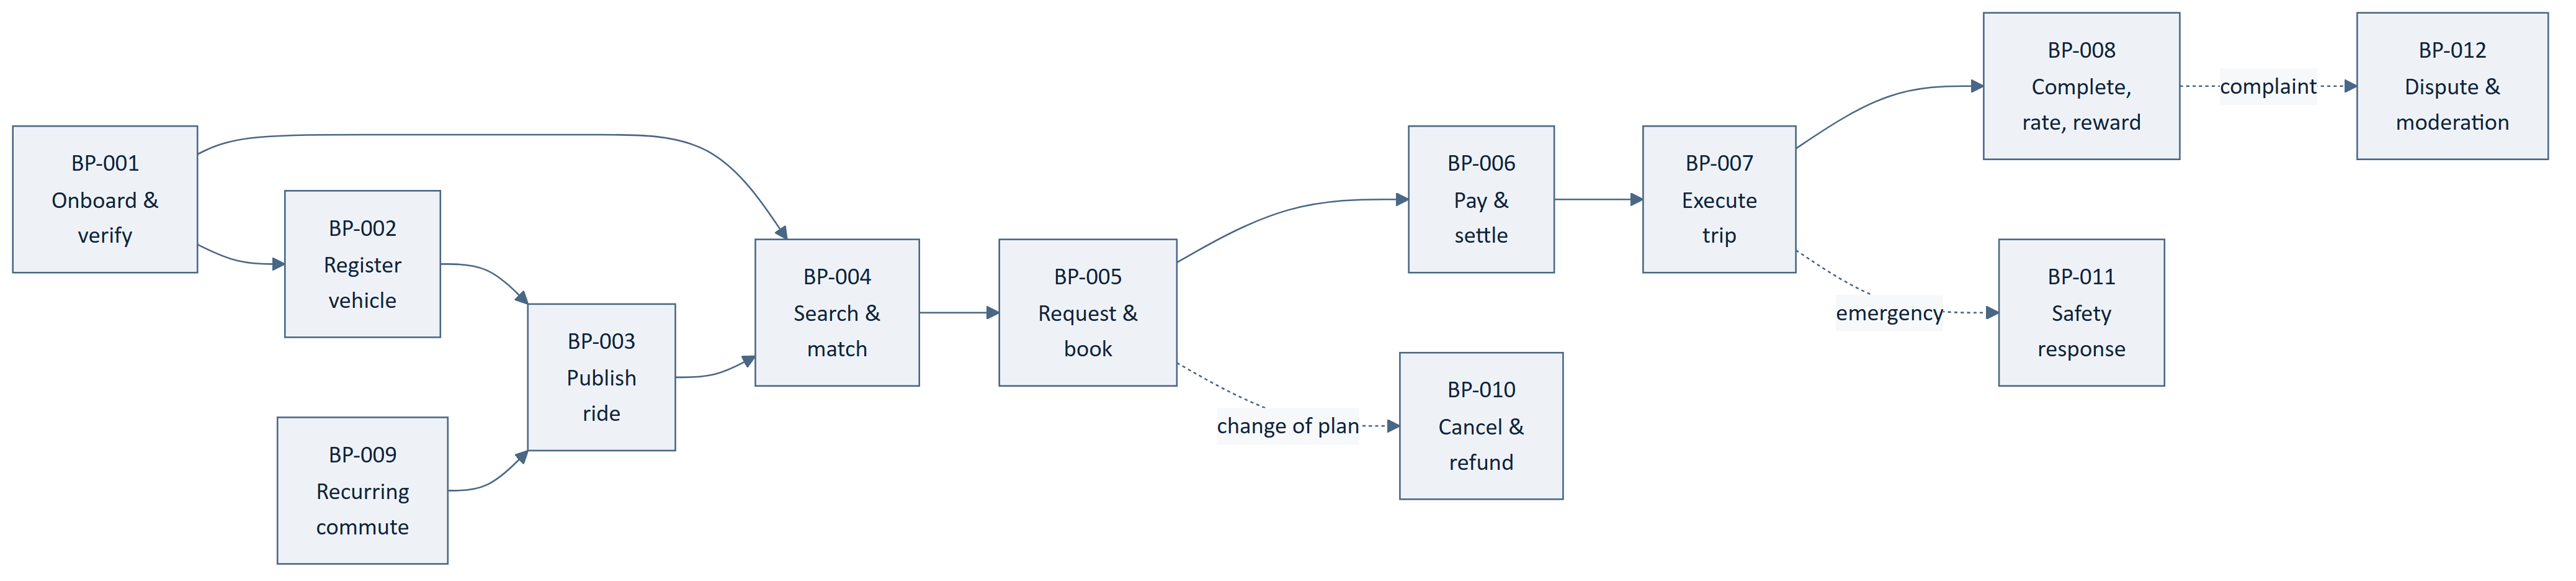 BP-001
Onboard &
verify
BP-002
Register
vehicle
BP-009
Recurring
commute
BP-003
Publish
ride
BP-004
Search &
match
BP-005
Request &
book
change of plan
BP-006
Pay &
settle
BP-010
Cancel &
refund
BP-007
Execute
trip
emergency
BP-008
Complete,
rate, reward
BP-011
Safety
response
complaint
BP-012
Dispute &
moderation